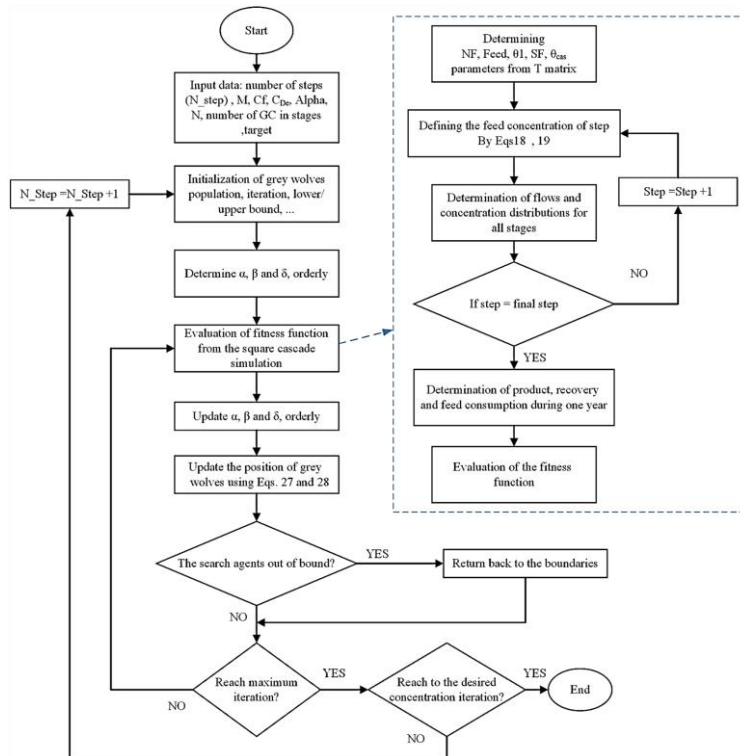 Start
Input data: number of steps
(N_step) , M, Cf, C_De, Alpha,
N, number of GC in stages
,target
N_Step =N_Step +1
Initialization of grey wolves
population, iteration, lower/
upper bound, ...
Determine α, β and δ, orderly
Evaluation of fitness function
from the square cascade
simulation
Update α, β and δ, orderly
Update the position of grey
wolves using Eqs. 27 and 28
The search agents out of bound?
YES
Return back to the boundaries
NO
Reach maximum
iteration?
YES
NO
Reach to the desired
concentration iteration?
YES
End
NO
Determining
NF, Feed, θ1, SF, θcas
parameters from T matrix
Defining the feed concentration of step
By Eqs18 , 19
Step =Step +1
Determination of flows and
concentration distributions for
all stages
NO
If step = final step
YES
Determination of product, recovery
and feed consumption during one year
Evaluation of the fitness
function